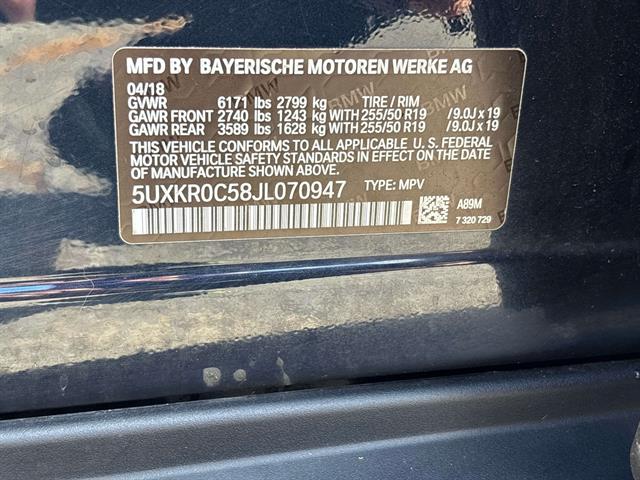 MFD BY BAYERISCHE MOTOREN WERKE AG
04/18
GVWR 6171 lbs 2799 kg TIRE / RIM
GAWR FRONT 2740 lbs 1243 kg WITH 255/50 R19 /9.0J x 19
GAWR REAR 3589 lbs 1628 kg WITH 255/50 R19 /9.0J x 19
THIS VEHICLE CONFORMS TO ALL APPLICABLE U. S. FEDERAL
MOTOR VEHICLE SAFETY STANDARDS IN EFFECT ON THE DATE
OF MANUFACTURE SHOWN ABOVE.
5UXKR0C58JL070947 TYPE: MPV
A89M
7 320 729